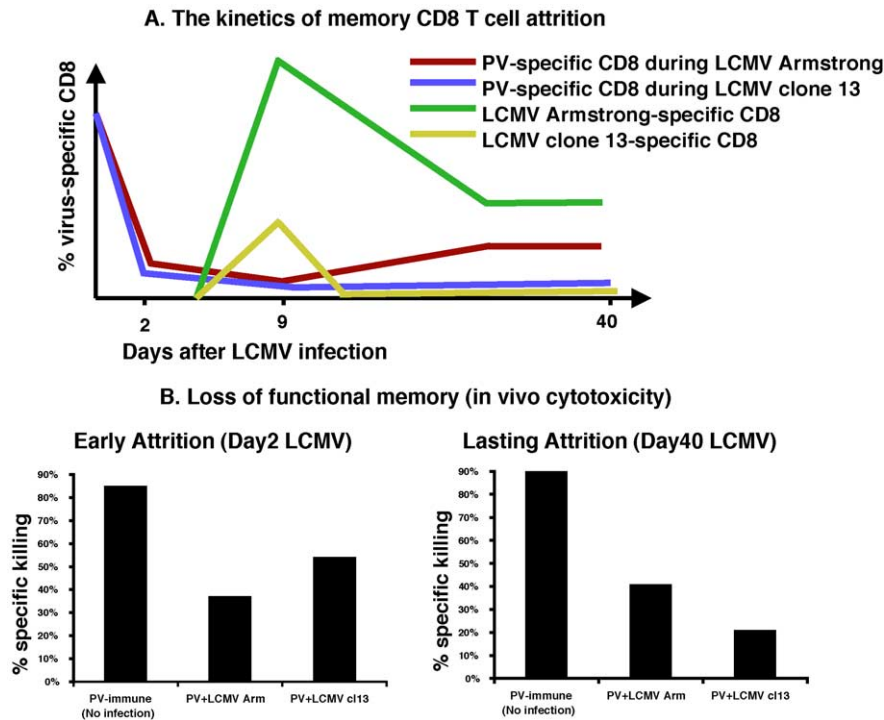 A. The kinetics of memory CD8 T cell attrition
PV-specific CD8 during LCMV Armstrong
PV-specific CD8 during LCMV clone 13
LCMV Armstrong-specific CD8
LCMV clone 13-specific CD8
% virus-specific CD8
2
9
40
Days after LCMV infection
B. Loss of functional memory (in vivo cytotoxicity)
Early Attrition (Day2 LCMV)
% specific killing
90%
80%
70%
60%
50%
40%
30%
20%
10%
0%
PV-immune
(No infection)
PV+LCMV Arm
PV+LCMV cl13
Lasting Attrition (Day40 LCMV)
% specific killing
90%
80%
70%
60%
50%
40%
30%
20%
10%
0%
PV-immune
(No infection)
PV+LCMV Arm
PV+LCMV cl13